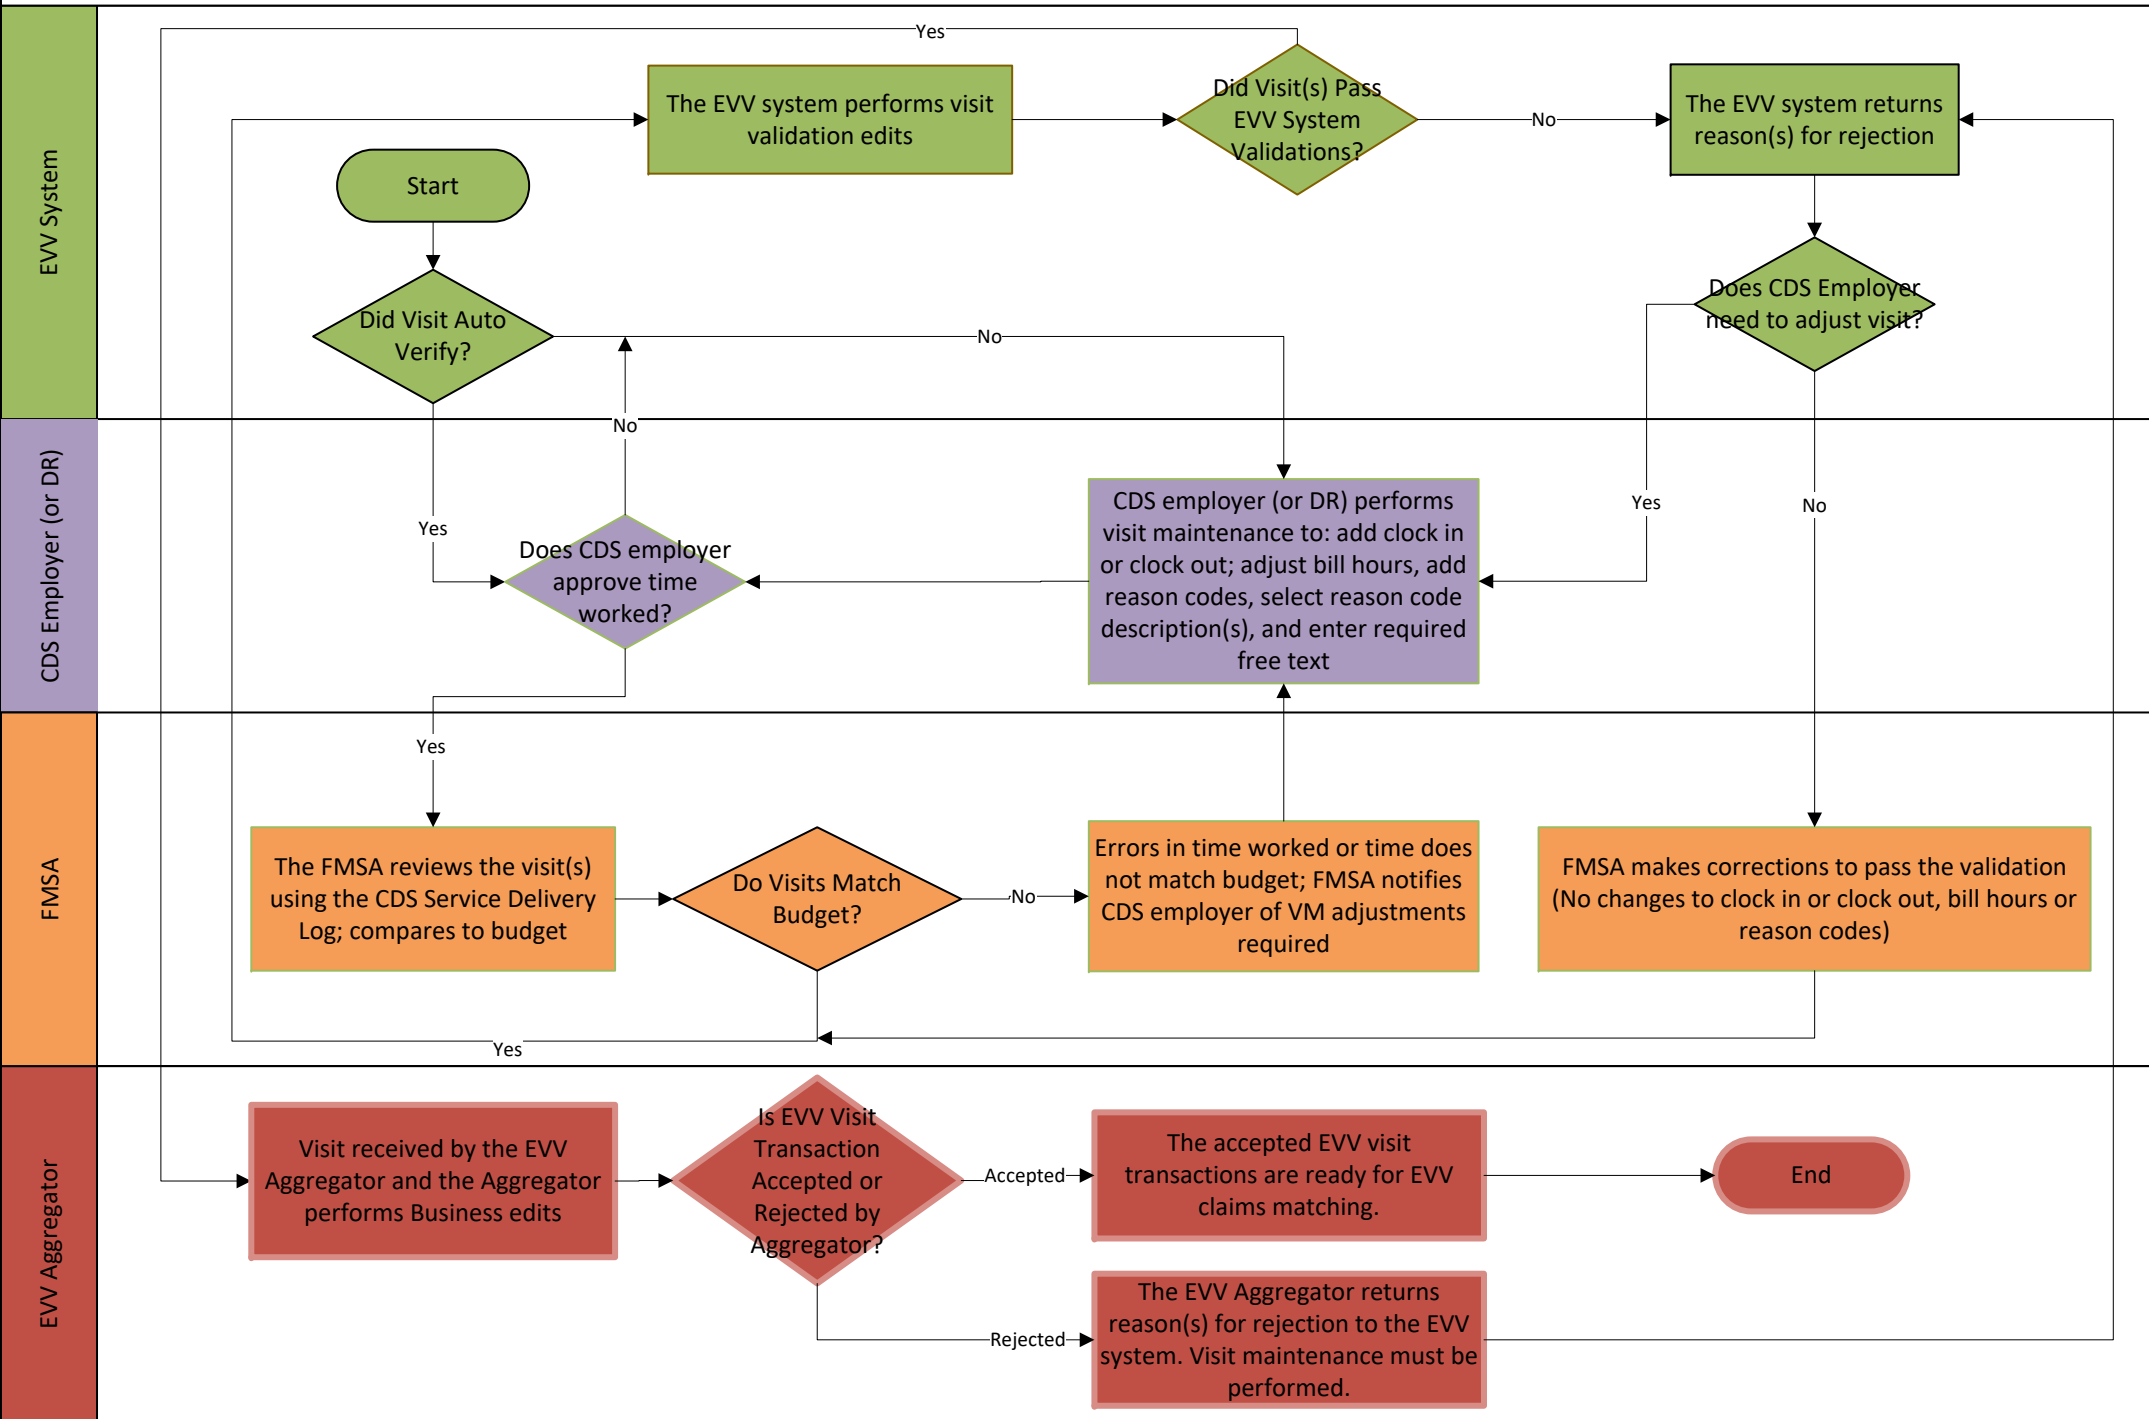 EVV System
Yes
The EVV system performs visit
validation edits
Did Visit(s) Pass
EVV System
Validations?
No
The EVV system returns
reason(s) for rejection
Start
Did Visit Auto
Verify?
No
Does CDS Employer
need to adjust visit?
CDS Employer (or DR)
No
Yes
Does CDS employer
approve time
worked?
CDS employer (or DR) performs
visit maintenance to: add clock in
or clock out; adjust bill hours, add
reason codes, select reason code
description(s), and enter required
free text
Yes
No
FMSA
Yes
The FMSA reviews the visit(s)
using the CDS Service Delivery
Log; compares to budget
Do Visits Match
Budget?
No
Errors in time worked or time does
not match budget; FMSA notifies
CDS employer of VM adjustments
required
FMSA makes corrections to pass the validation
(No changes to clock in or clock out, bill hours or
reason codes)
Yes
EVV Aggregator
Visit received by the EVV
Aggregator and the Aggregator
performs Business edits
Is EVV Visit
Transaction
Accepted or
Rejected by
Aggregator?
Accepted
The accepted EVV visit
transactions are ready for EVV
claims matching.
End
Rejected
The EVV Aggregator returns
reason(s) for rejection to the EVV
system. Visit maintenance must be
performed.